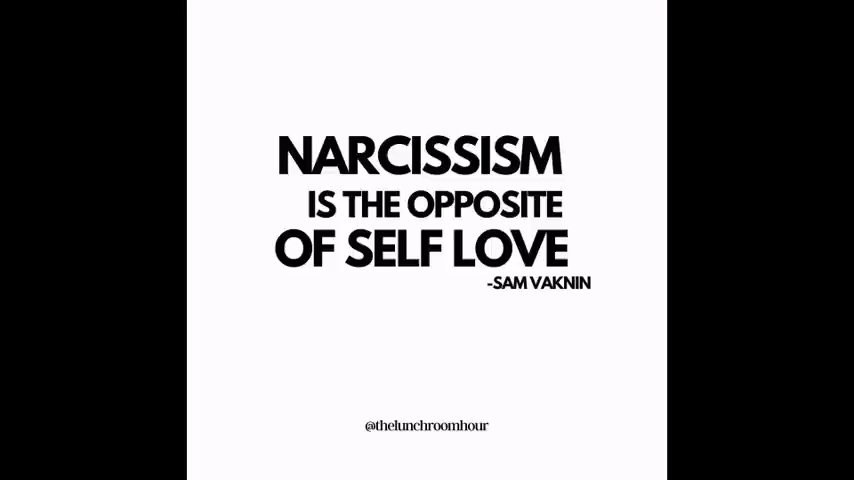 NARCISSISM
IS THE OPPOSITE
OF SELF LOVE
-SAM VAKNIN
@thelunchroomhour